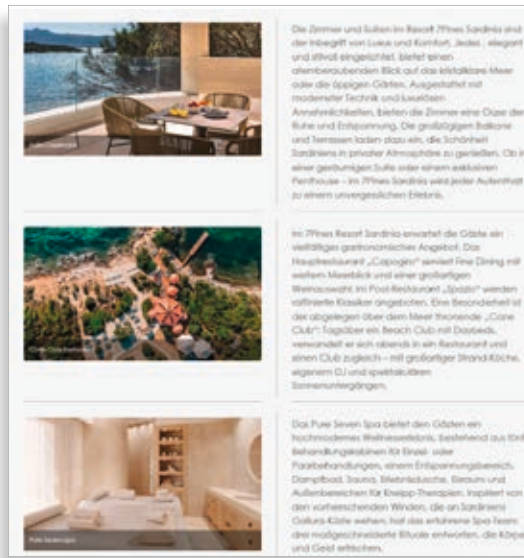 Die Zimmer und Suiten im Resort 7Pines Sardinia sind
der Inbegriff von Luxus und Komfort. Jedes, elegant
und stilvoll eingerichtet, bietet einen
atemberaubenden Blick auf das kristallklare Meer
oder die üppigen Gärten. Ausgestattet mit
modernster Technik und luxuriösen
Annehmlichkeiten, bieten die Zimmer eine Oase der
Ruhe und Entspannung. Die großzügigen Balkone
und Terrassen laden dazu ein, die Schönheit
Sardiniens in privater Atmosphäre zu genießen. Ob in
einer geräumigen Suite oder einem exklusiven
Penthouse – im 7Pines Sardinia wird jeder Aufenthalt
zu einem unvergesslichen Erlebnis.
Im 7Pines Resort Sardinia erwartet die Gäste ein
vielfältiges gastronomisches Angebot. Das
Hauptrestaurant „Capogiro“ serviert Fine Dining mit
weitem Meerblick und einer großartigen
Weinauswahl. Im Pool-Restaurant „Spazio“ werden
raffinierte Klassiker angeboten. Eine Besonderheit ist
der abgelegen über dem Meer thronende „Cone
Club“: Tagsüber ein Beach Club mit Daybeds,
verwandelt er sich abends in ein Restaurant und
einen Club zugleich – mit großartiger Strand-Küche,
eigenem DJ und spektakulären
Sonnenuntergängen.
Pure Seven Spa
Das Pure Seven Spa bietet den Gästen ein
hochmodernes Wellnesserlebnis, bestehend aus fünf
Behandlungskabinen für Einzel- oder
Paarbehandlungen, einem Entspannungsbereich,
Dampfbad, Sauna, Erlebnisdusche, Eisraum und
Außenbereichen für Kneipp-Therapien. Inspiriert von
den vorherrschenden Winden, die an Sardiniens
Gallura-Küste wehen, hat das erfahrene Spa-Team
drei maßgeschneiderte Rituale entworfen, die Körper
und Geist erfrischen.